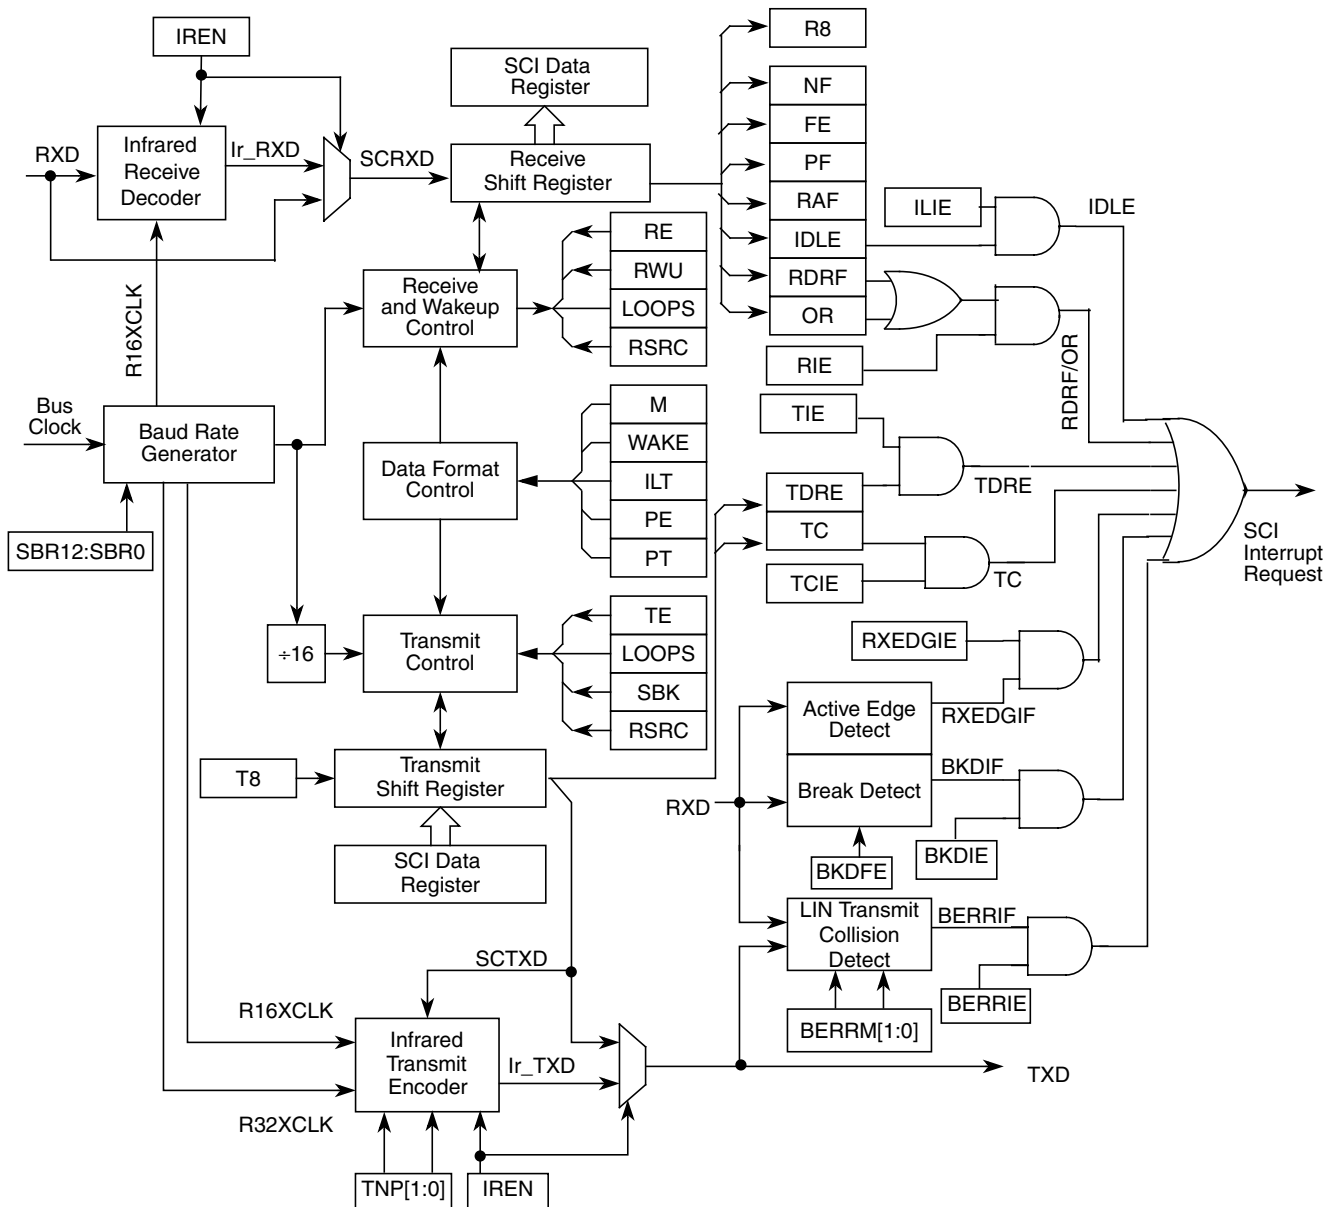 IREN
SCI Data
Register
R8
NF
FE
PF
RAF
IDLE
RDRF
OR
RXD
Infrared
Receive
Decoder
Ir_RXD
SCRXD
Receive
Shift Register
ILIE
IDLE
RE
RWU
LOOPS
RSRC
Receive
and Wakeup
Control
R16XCLK
RIE
RDRF/OR
Bus
Clock
Baud Rate
Generator
SBR12:SBR0
Data Format
Control
M
WAKE
ILT
PE
PT
TIE
TDRE
TC
TCIE
TDRE
TC
SCI
Interrupt
Request
÷16
Transmit
Control
TE
LOOPS
SBK
RSRC
RXEDGIE
Active Edge
Detect
RXEDGIF
T8
Transmit
Shift Register
RXD
Break Detect
BKDIF
BKDIE
BKDFE
SCI Data
Register
LIN Transmit
Collision
Detect
BERRIF
BERRIE
BERRM[1:0]
SCTXD
R16XCLK
Infrared
Transmit
Encoder
Ir_TXD
R32XCLK
TXD
TNP[1:0]
IREN